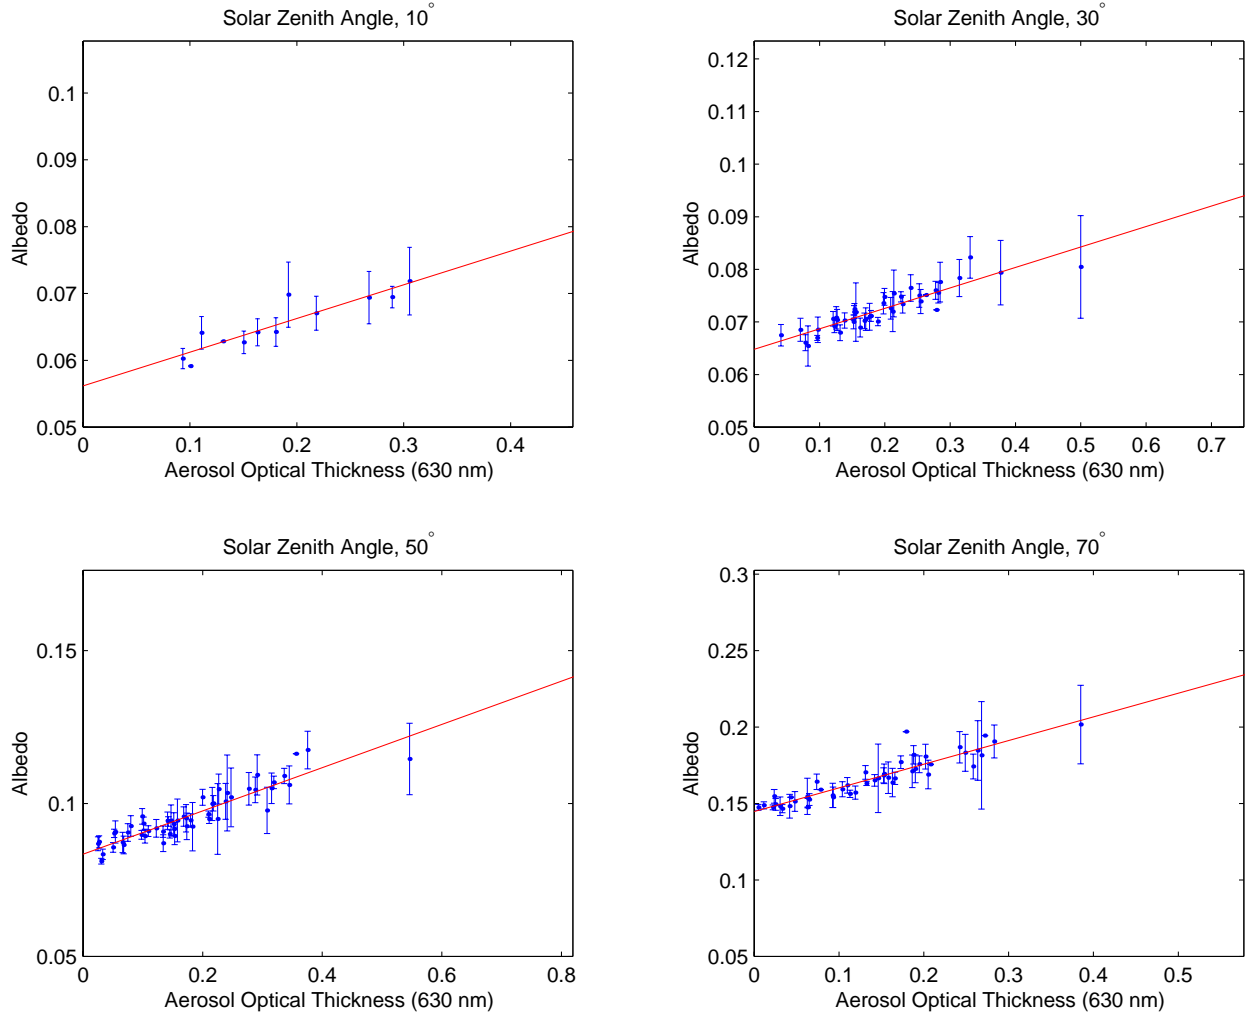 Solar Zenith Angle, 10°
0.1
0.09
0.08
0.07
0.06
0.05
Albedo
0 0.1 0.2 0.3 0.4
Aerosol Optical Thickness (630 nm)
Solar Zenith Angle, 30°
0.12
0.11
0.1
0.09
0.08
0.07
0.06
0.05
Albedo
0 0.1 0.2 0.3 0.4 0.5 0.6 0.7
Aerosol Optical Thickness (630 nm)
Solar Zenith Angle, 50°
0.15
0.1
0.05
Albedo
0 0.2 0.4 0.6 0.8
Aerosol Optical Thickness (630 nm)
Solar Zenith Angle, 70°
0.3
0.25
0.2
0.15
0.1
0.05
Albedo
0 0.1 0.2 0.3 0.4 0.5
Aerosol Optical Thickness (630 nm)